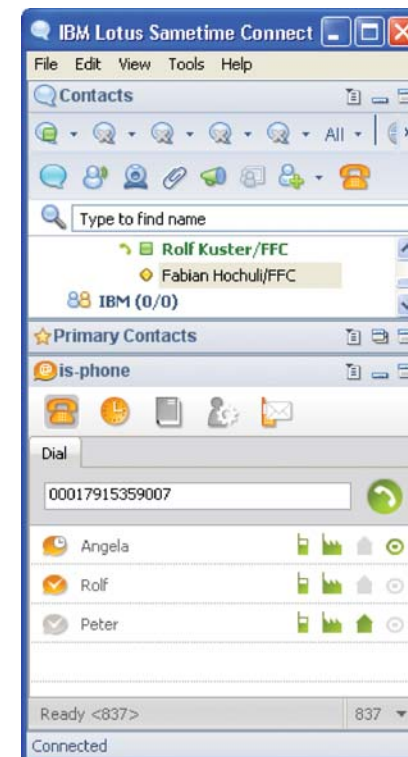 IBM Lotus Sametime Connect
File Edit View Tools Help
Contacts
All
Type to find name
Rolf Kuster/FFC
Fabian Hochuli/FFC
IBM (0/0)
Primary Contacts
is-phone
Dial
00017915359007
Angela
Rolf
Peter
Ready <837> 837
Connected